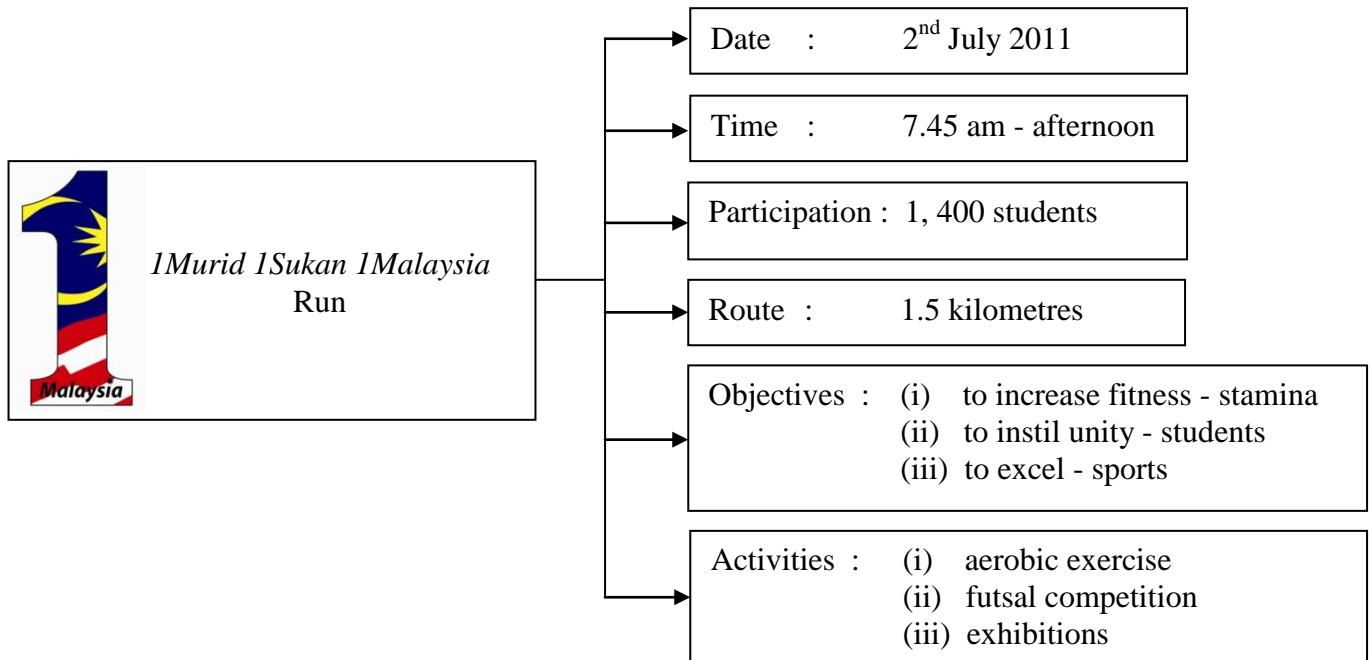 Date : 2nd July 2011
Time : 7.45 am - afternoon
1Murid 1Sukan 1Malaysia
Run
Malaysia
Participation : 1, 400 students
Route : 1.5 kilometres
Objectives : (i) to increase fitness - stamina
(ii) to instil unity - students
(iii) to excel - sports
Activities : (i) aerobic exercise
(ii) futsal competition
(iii) exhibitions